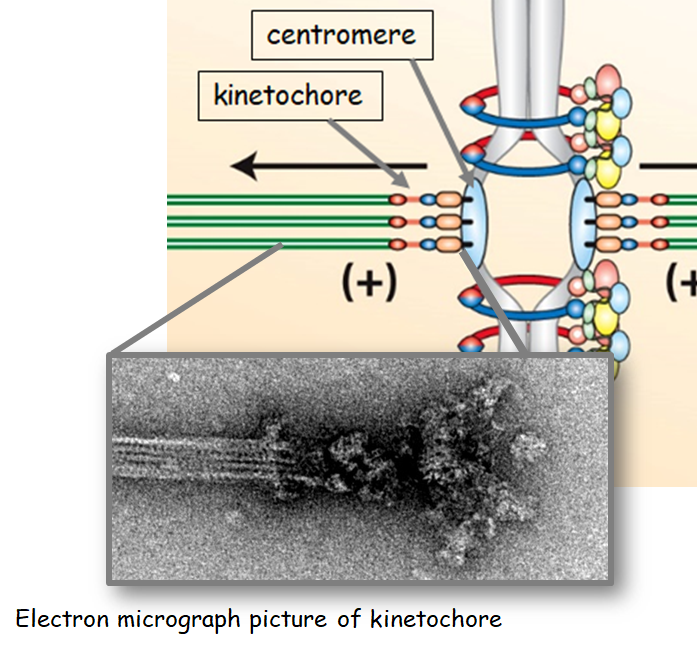 centromere
kinetochore
(+)
(+
Electron micrograph picture of kinetochore